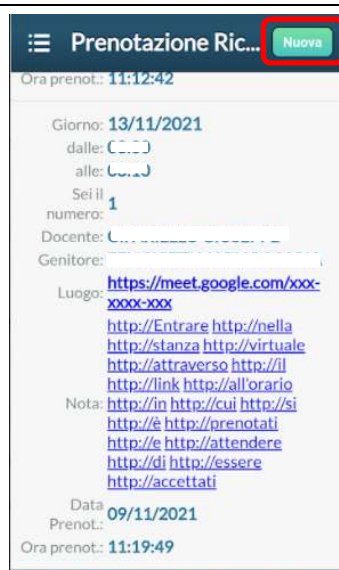 Prenotazione Ric... Nuova
Ora prenot.: 11:12:42
Giorno: 13/11/2021
dalle:
alle:
Sei il
numero: 1
Docente:
Genitore:
Luogo: https://meet.google.com/xxx-
xxxx-xxx
http://Entrare http://nella
http://stanza http://virtuale
http://attraverso http://il
http://link http://all'orario
Nota: http://in http://cui http://si
http://è http://prenotati
http://e http://attendere
http://di http://essere
http://accettati
Data
Prenot.: 09/11/2021
Ora prenot.: 11:19:49